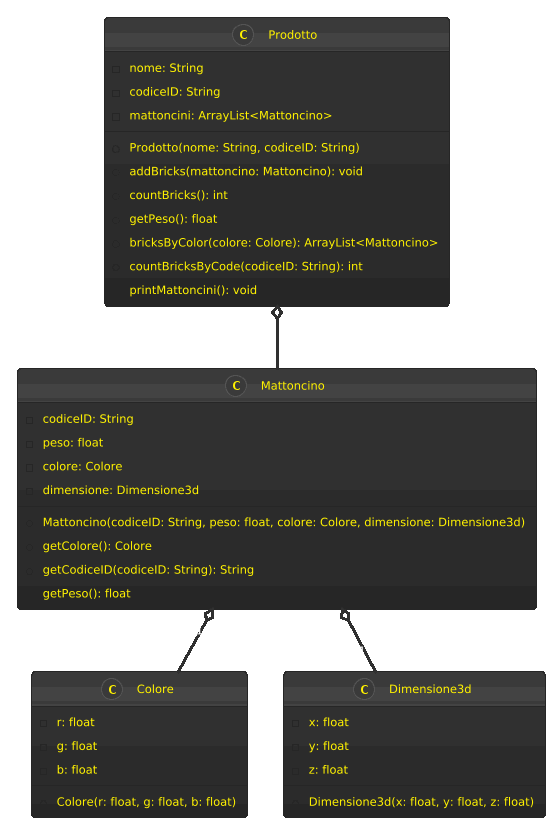 C Prodotto
nome: String
codiceID: String
mattoncini: ArrayList<Mattoncino>
Prodotto(nome: String, codiceID: String)
addBricks(mattoncino: Mattoncino): void
countBricks(): int
getPeso(): float
bricksByColor(colore: Colore): ArrayList<Mattoncino>
countBricksByCode(codiceID: String): int
printMattoncini(): void
C Mattoncino
codiceID: String
peso: float
colore: Colore
dimensione: Dimensione3d
Mattoncino(codiceID: String, peso: float, colore: Colore, dimensione: Dimensione3d)
getColore(): Colore
getCodiceID(codiceID: String): String
getPeso(): float
C Colore
r: float
g: float
b: float
Colore(r: float, g: float, b: float)
C Dimensione3d
x: float
y: float
z: float
Dimensione3d(x: float, y: float, z: float)